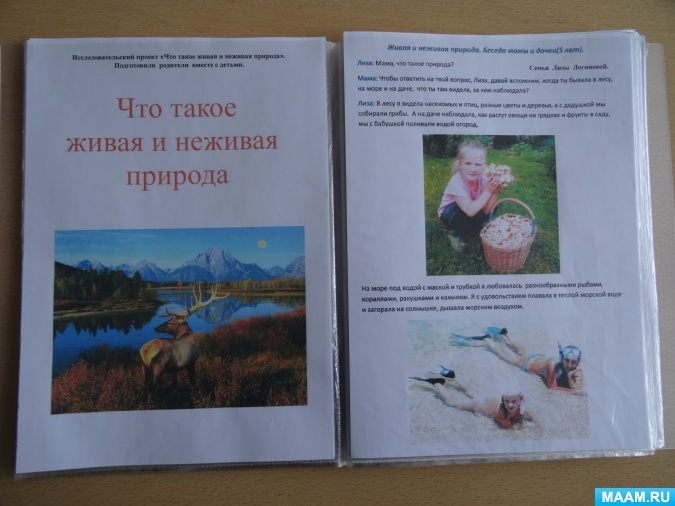 Исследовательский проект «Что такое живая и неживая природа».
Подготовили родители вместе с детьми.
Что такое
живая и неживая
природа
Живая и неживая природа. Беседа мамы и дочки(5 лет).
Лиза: Мама, что такое природа?
Семья Лизы Логиновой.
Мама: Чтобы ответить на твой вопрос, Лиза, давай вспомним, когда ты бывала в лесу,
на море и на даче, что ты там видела, за кем наблюдала?
Лиза: В лесу я видела насекомых и птиц, разные цветы и деревья, а с дедушкой мы
собирали грибы. А на даче наблюдала, как растут овощи на грядках и фрукты в саду,
мы с бабушкой поливали водой огород.
На море под водой с маской и трубкой я любовалась разнообразными рыбами,
кораллами, ракушками и камнями. Я с удовольствием плавала в теплой морской воде
и загорала на солнышке, дышала морским воздухом.
MAAM.RU